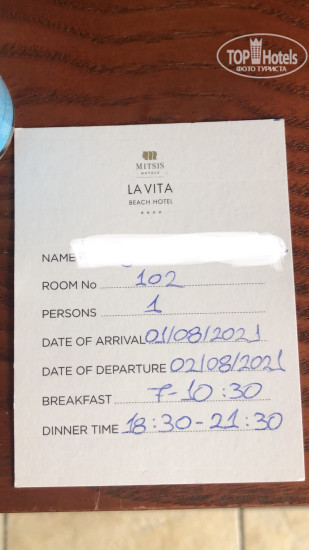 TOP Hotels
ФОТО ТУРИСТА
MITSIS
HOTELS
LA VITA
BEACH HOTEL
★★★★
NAME
ROOM No 102
PERSONS 1
DATE OF ARRIVAL 01/08/2021
DATE OF DEPARTURE 02/08/2021
BREAKFAST 7-10:30
DINNER TIME 18:30-21:30